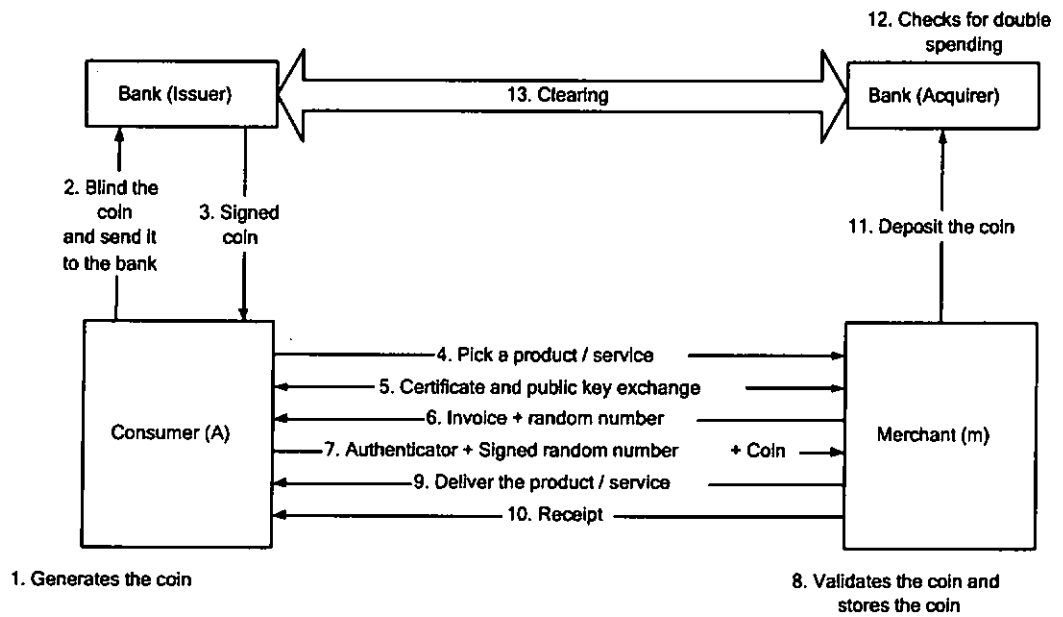 12. Checks for double
spending
Bank (Issuer)
13. Clearing
Bank (Acquirer)
2. Blind the
coin
and send it
to the bank
3. Signed
coin
11. Deposit the coin
4. Pick a product / service
5. Certificate and public key exchange
6. Invoice + random number
Consumer (A)
Merchant (m)
7. Authenticator + Signed random number + Coin
9. Deliver the product / service
10. Receipt
1. Generates the coin
8. Validates the coin and
stores the coin